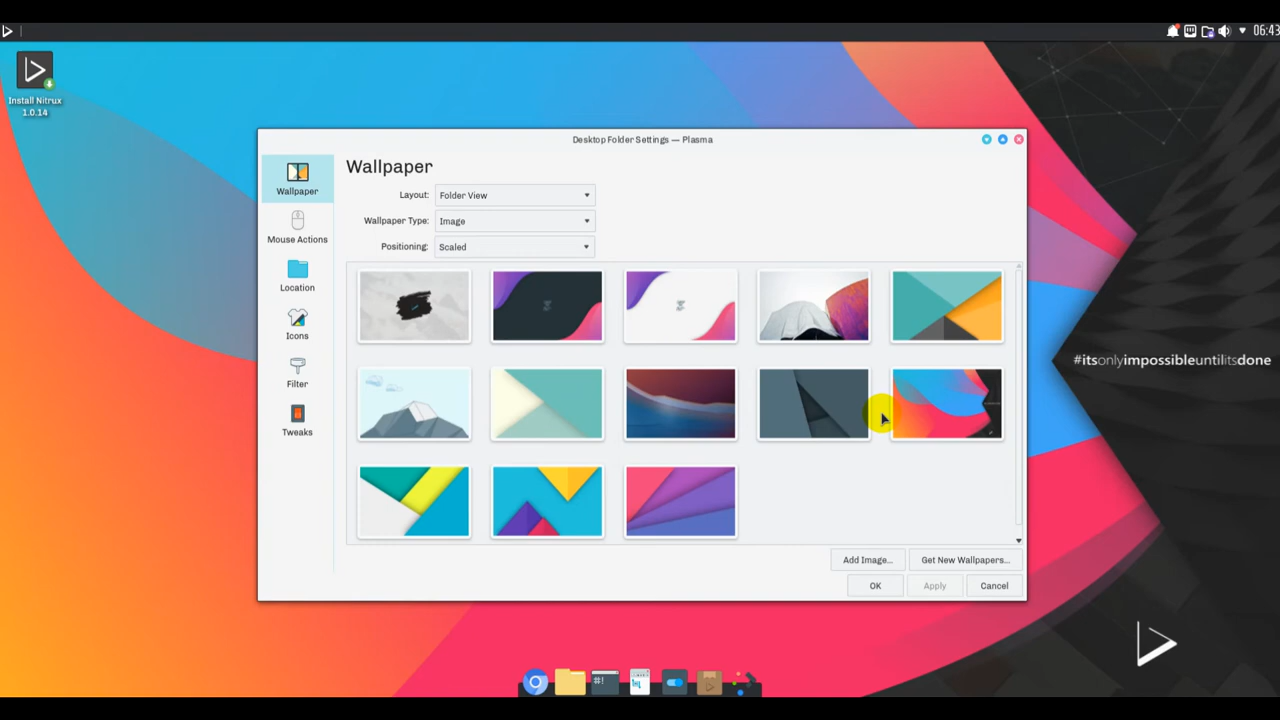 06:43
Install Nitrux
1.0.14
Desktop Folder Settings — Plasma
Wallpaper
Mouse Actions
Location
Icons
Filter
Tweaks
Wallpaper
Layout: Folder View
Wallpaper Type: Image
Positioning: Scaled
Add Image...
Get New Wallpapers...
OK
Apply
Cancel
#itsonlyimpossibleuntilitsdone
#!